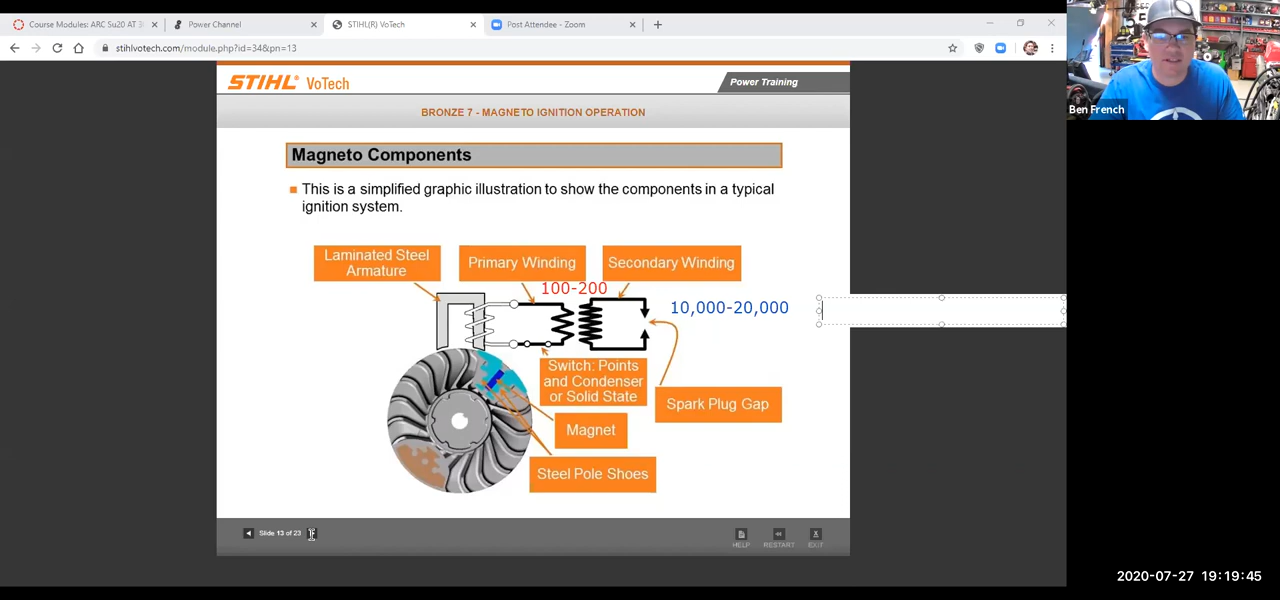 Course Modules: ARC Su20 AT
Power Channel
STIHL(R) VoTech
Post Attendee - Zoom
stihlvotech.com/module.php?id=34&pn=13
STIHL VoTech
Power Training
BRONZE 7 - MAGNETO IGNITION OPERATION
Magneto Components
This is a simplified graphic illustration to show the components in a typical
ignition system.
Laminated Steel
Armature
Primary Winding
Secondary Winding
100-200
10,000-20,000
Switch: Points
and Condenser
or Solid State
Spark Plug Gap
Magnet
Steel Pole Shoes
Slide 13 of 23
HELP
RESTART
EXIT
Ben French
2020-07-27 19:19:45